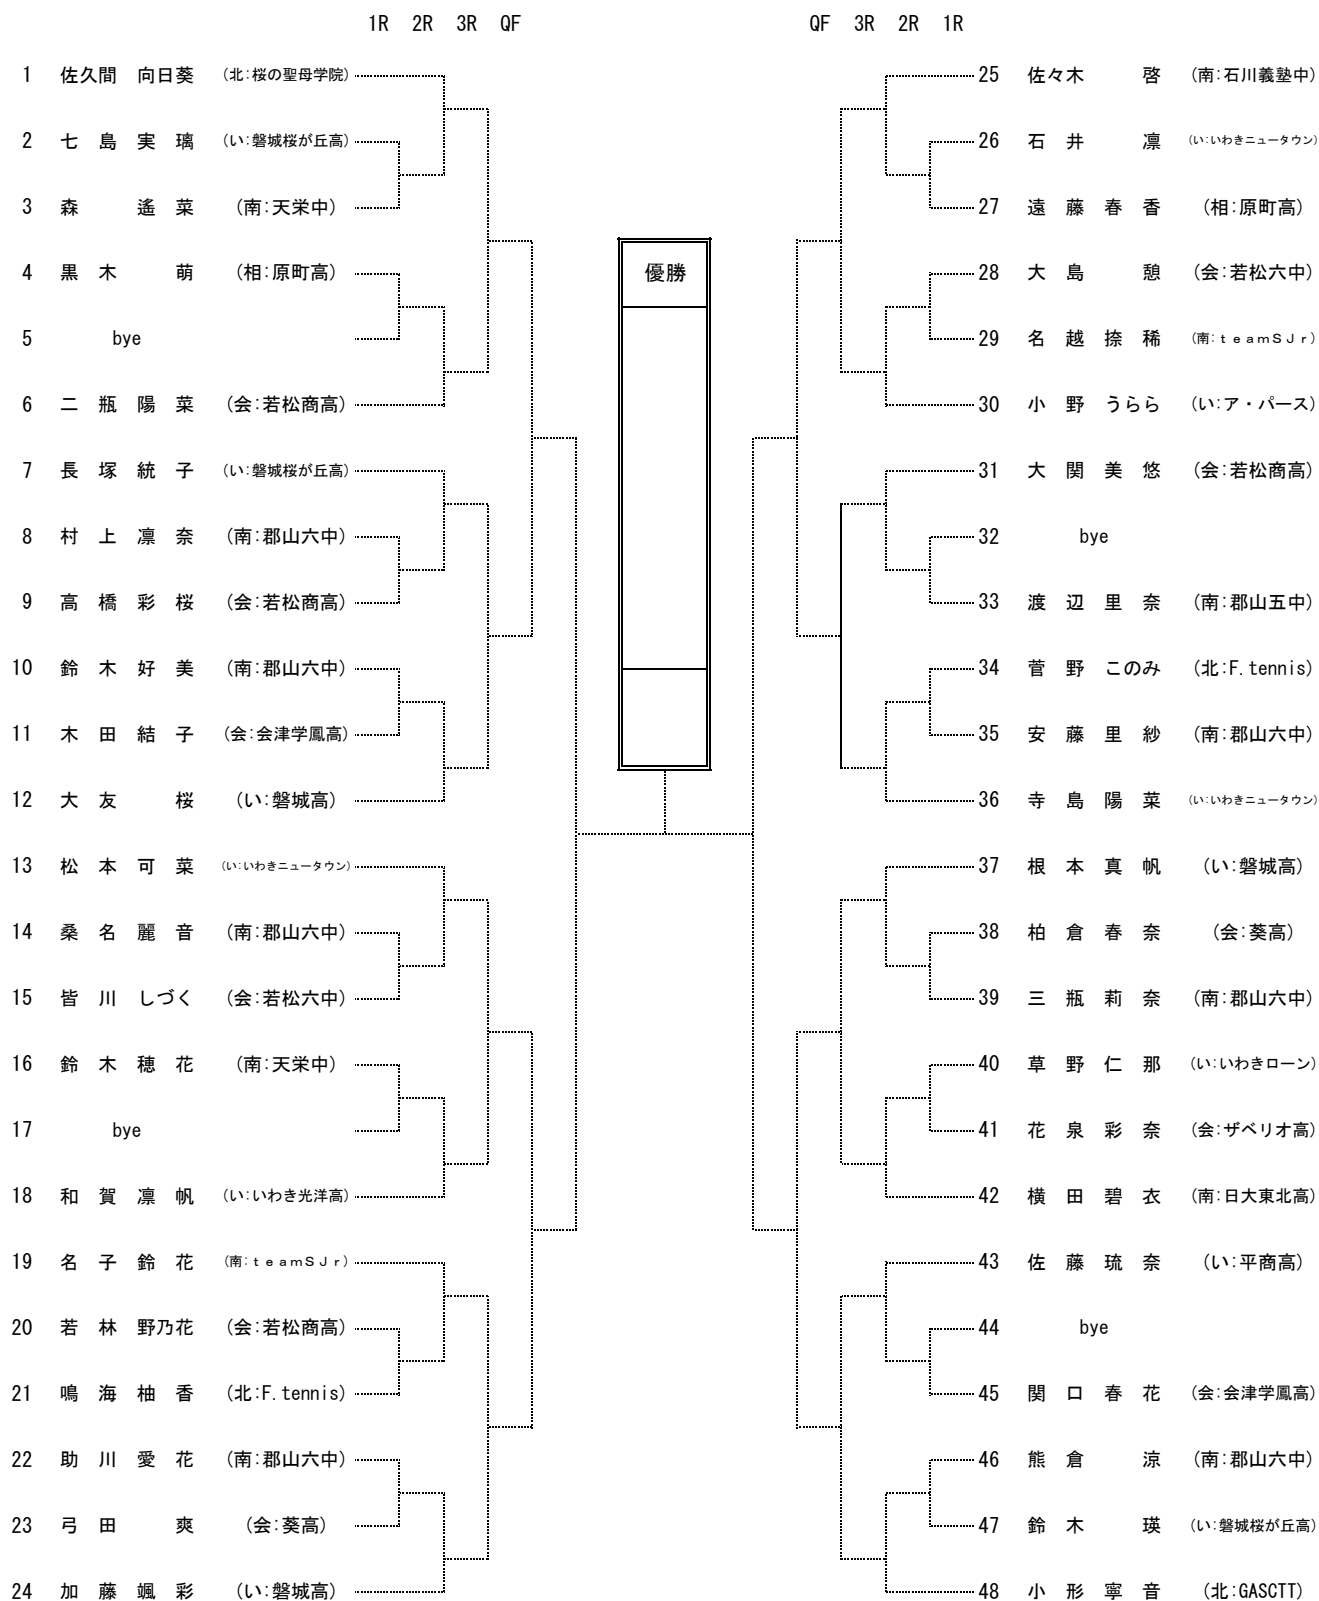 1R 2R 3R QF
QF 3R 2R 1R
1 佐久間 向日葵 (北:桜の聖母学院)
2 七島 実璃 (い:磐城桜が丘高)
3 森 遙菜 (南:天栄中)
4 黒木 萌 (相:原町高)
5 bye
6 二瓶 陽菜 (会:若松商高)
7 長塚 統子 (い:磐城桜が丘高)
8 村上 凛奈 (南:郡山六中)
9 高橋 彩桜 (会:若松商高)
10 鈴木 好美 (南:郡山六中)
11 木田 結子 (会:会津学鳳高)
12 大友 桜 (い:磐城高)
13 松本 可菜 (い:いわきニュータウン)
14 桑名 麗音 (南:郡山六中)
15 皆川 しづく (会:若松六中)
16 鈴木 穂花 (南:天栄中)
17 bye
18 和賀 凛帆 (い:いわき光洋高)
19 名子 鈴花 (南:teamSJr)
20 若林 野乃花 (会:若松商高)
21 鳴海 柚香 (北:F.tennis)
22 助川 愛花 (南:郡山六中)
23 弓田 爽 (会:葵高)
24 加藤 颯彩 (い:磐城高)
優勝
25 佐々木 啓 (南:石川義塾中)
26 石井 凛 (い:いわきニュータウン)
27 遠藤 春香 (相:原町高)
28 大島 憩 (会:若松六中)
29 名越 捺稀 (南:teamSJr)
30 小野 うらら (い:ア・パース)
31 大関 美悠 (会:若松商高)
32 bye
33 渡辺 里奈 (南:郡山五中)
34 菅野 このみ (北:F.tennis)
35 安藤 里紗 (南:郡山六中)
36 寺島 陽菜 (い:いわきニュータウン)
37 根本 真帆 (い:磐城高)
38 柏倉 春奈 (会:葵高)
39 三瓶 莉奈 (南:郡山六中)
40 草野 仁那 (い:いわきローン)
41 花泉 彩奈 (会:ザベリオ高)
42 横田 碧衣 (南:日大東北高)
43 佐藤 琉奈 (い:平商高)
44 bye
45 関口 春花 (会:会津学鳳高)
46 熊倉 涼 (南:郡山六中)
47 鈴木 瑛 (い:磐城桜が丘高)
48 小形 寧音 (北:GASCTT)